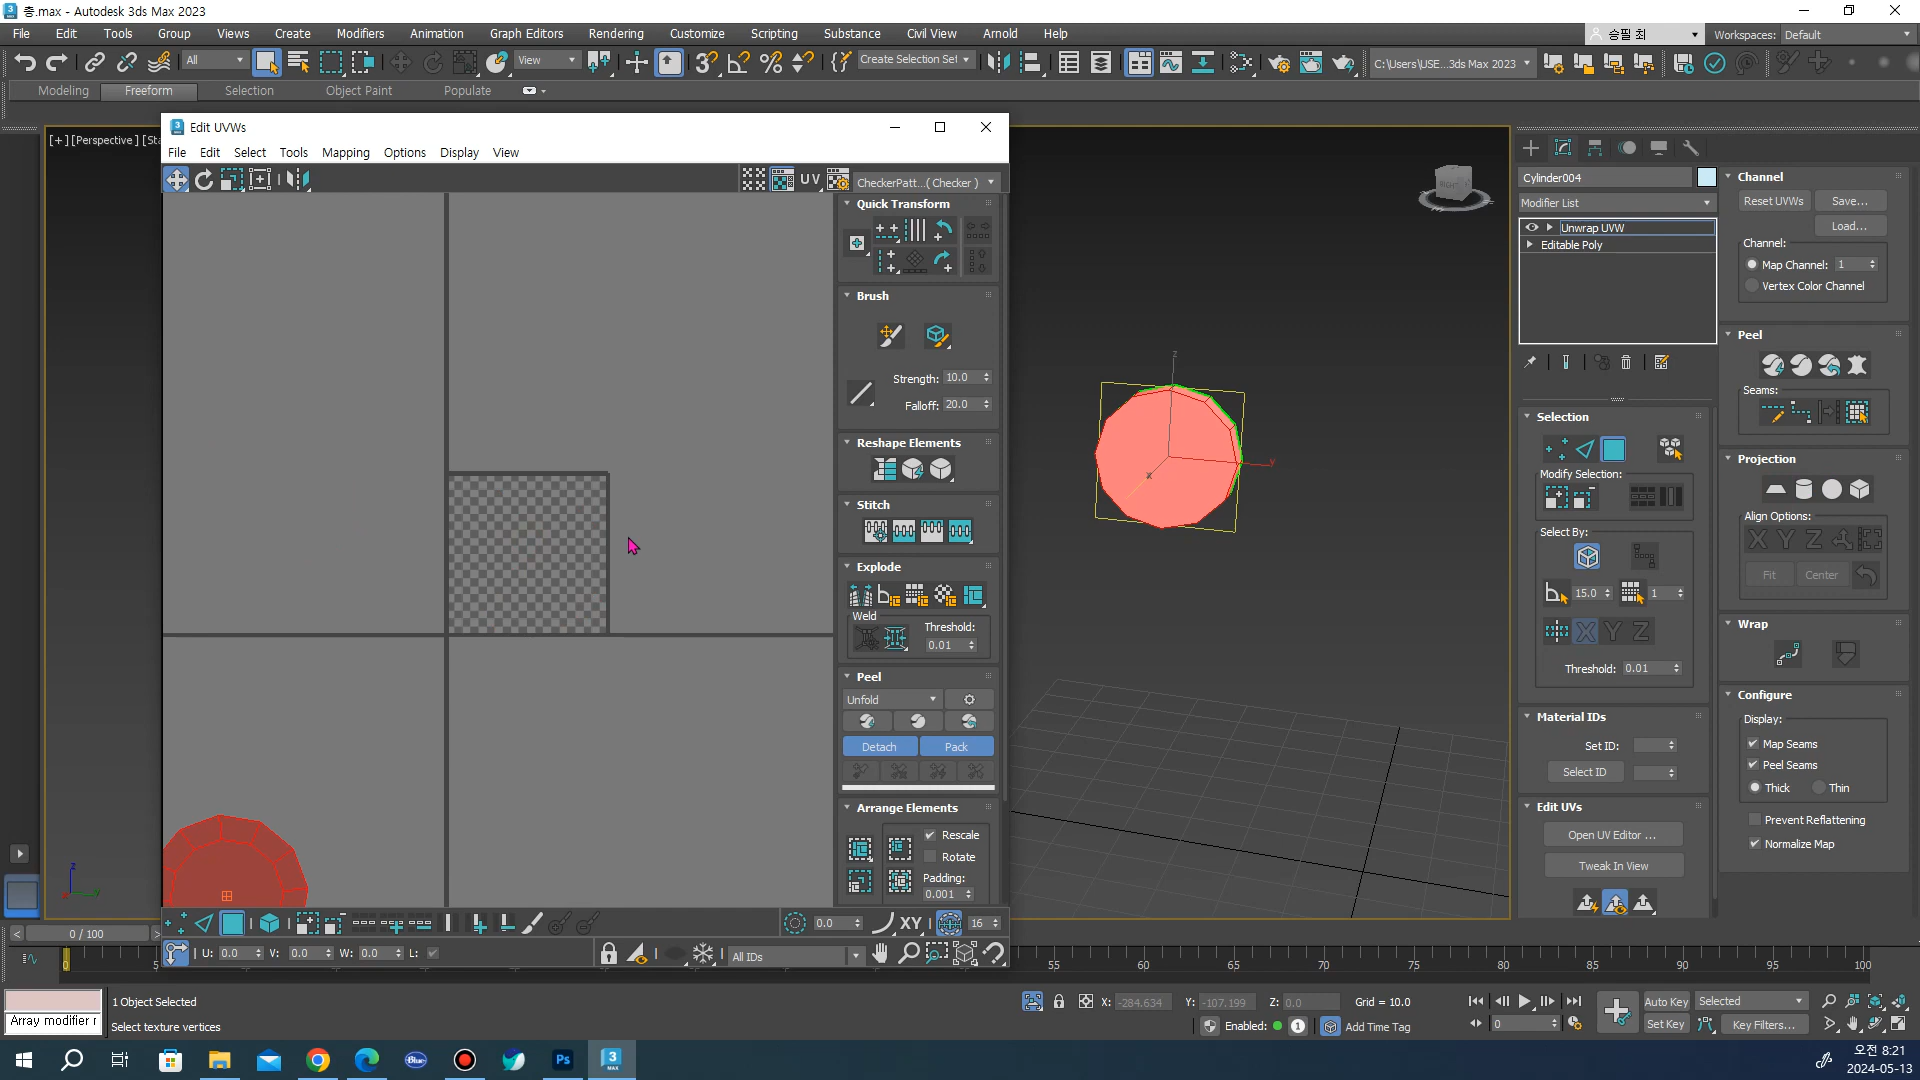 총.max - Autodesk 3ds Max 2023
File Edit Tools Group Views Create Modifiers Animation Graph Editors Rendering Customize Scripting Civil View Substance Arnold Help
승필 최 Workspaces: Default
All View Create Selection Set C:\Users\USE...3ds Max 2023
Modeling Freeform Selection Object Paint Populate
[+] [Perspective] [Sta
Edit UVWs
File Edit Select Tools Mapping Options Display View
UV CheckerPatt...( Checker )
Quick Transform
Brush
Strength: 10.0
Falloff: 20.0
Reshape Elements
Stitch
Explode
Weld
Threshold:
0.01
Peel
Unfold
Detach Pack
Arrange Elements
Rescale
Rotate
Padding:
0.001
0.0 XY 16
U: 0.0 V: 0.0 W: 0.0 L: All IDs
z
x
y
Cylinder004
Modifier List
Unwrap UVW
Editable Poly
Selection
Modify Selection:
Select By:
15.0 1
X Y Z
Threshold: 0.01
Material IDs
Set ID:
Select ID
Edit UVs
Open UV Editor ...
Tweak In View
Channel
Reset UVWs Save...
Load...
Channel:
Map Channel: 1
Vertex Color Channel
Peel
Seams:
Projection
Align Options:
X Y Z
Fit Center
Wrap
Configure
Display:
Map Seams
Peel Seams
Thick Thin
Prevent Reflattening
Normalize Map
0 / 100
5 55 60 65 70 75 80 85 90 95 100
1 Object Selected
Array modifier r Select texture vertices
X: -284.634 Y: -107.199 Z: 0.0 Grid = 10.0
Enabled: 1 Add Time Tag
Auto Key Selected
0 Set Key Key Filters...
오전 8:21
2024-05-13